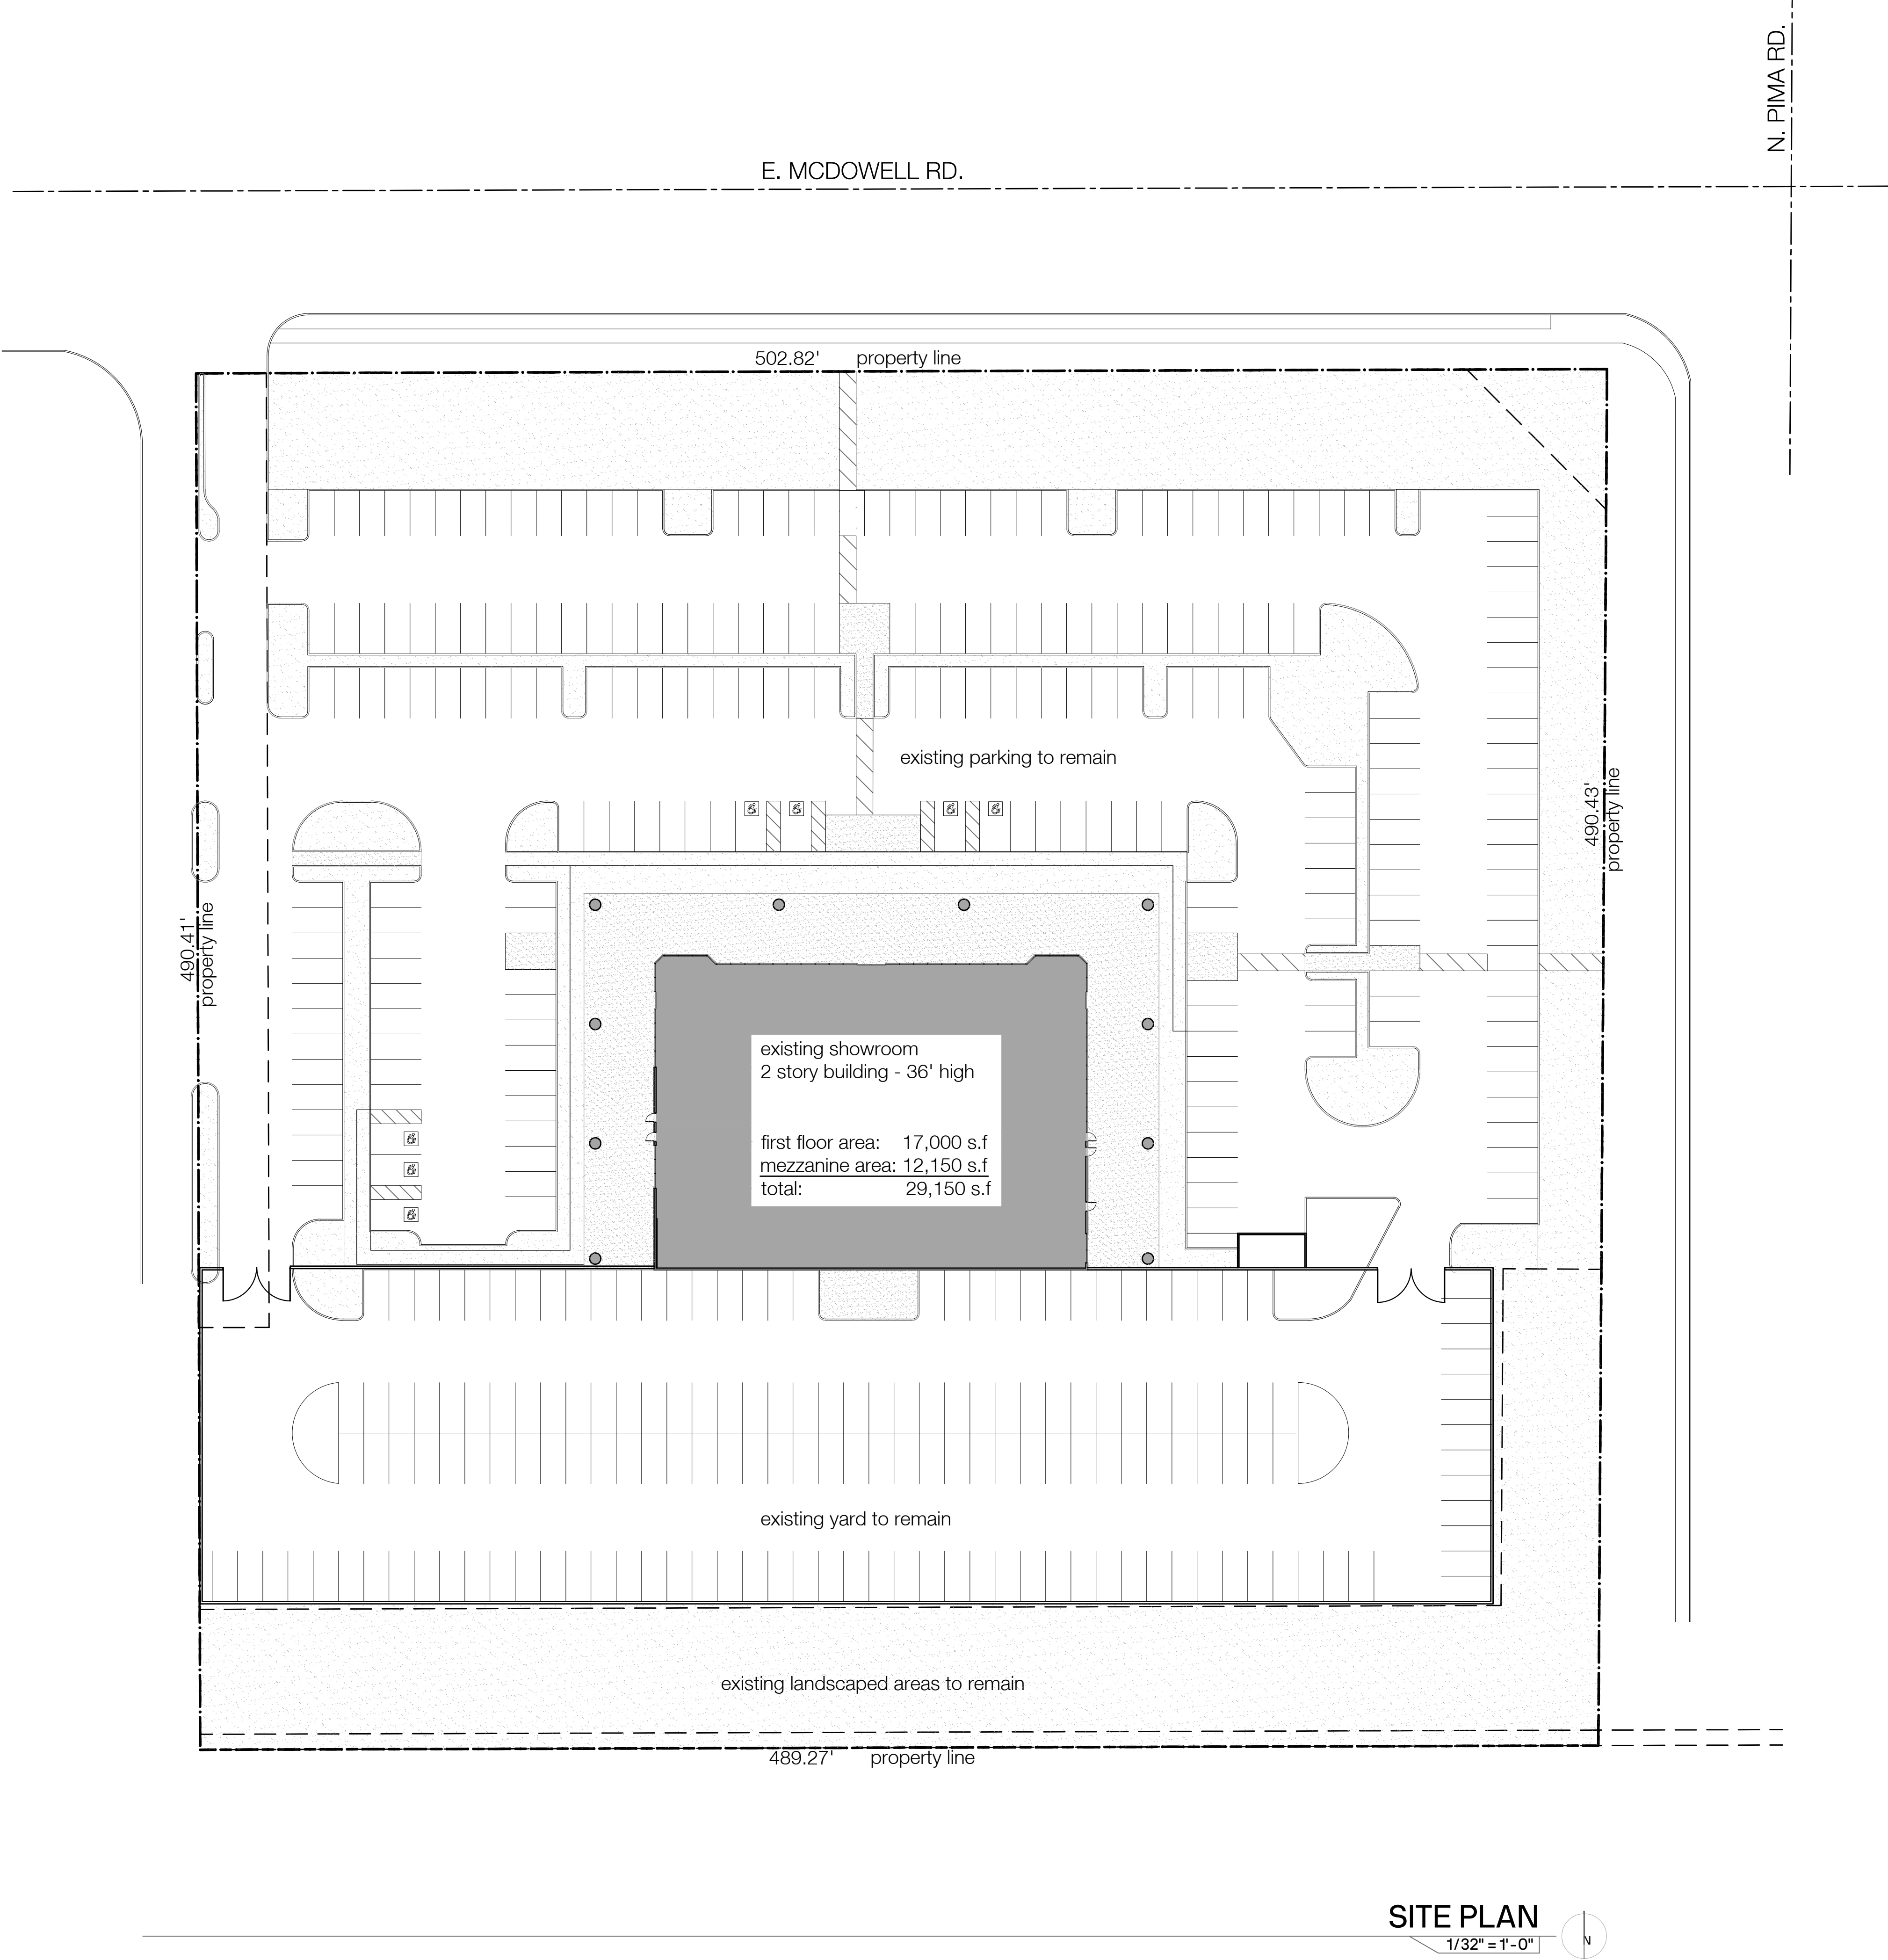 N. PIMA RD.
E. MCDOWELL RD.
502.82' property line
existing parking to remain
490.43'
property line
490.41'
property line
existing showroom
2 story building - 36' high
first floor area: 17,000 s.f
mezzanine area: 12,150 s.f
total: 29,150 s.f
existing yard to remain
existing landscaped areas to remain
489.27' property line
SITE PLAN
1/32" = 1'-0"
N